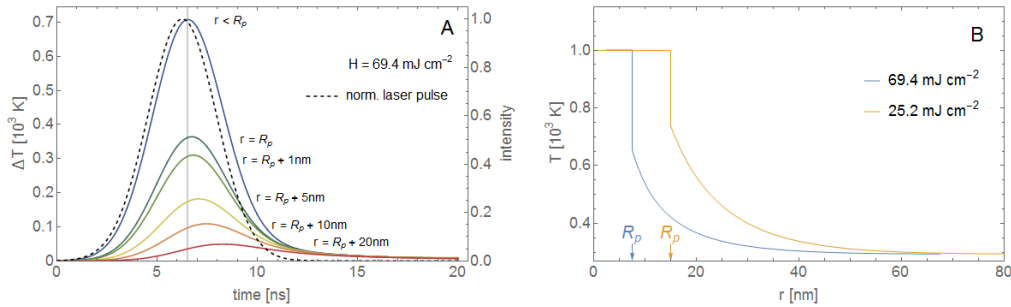 A
r < Rp
H = 69.4 mJ cm⁻²
norm. laser pulse
r = Rp
r = Rp + 1nm
r = Rp + 5nm
r = Rp + 10nm
r = Rp + 20nm
ΔT [10³ K]
0.7
0.6
0.5
0.4
0.3
0.2
0.1
0.0
intensity
1.0
0.8
0.6
0.4
0.2
0.0
0 5 10 15 20
time [ns]
B
69.4 mJ cm⁻²
25.2 mJ cm⁻²
T [10³ K]
1.0
0.8
0.6
0.4
Rp Rp
0 20 40 60 80
r [nm]